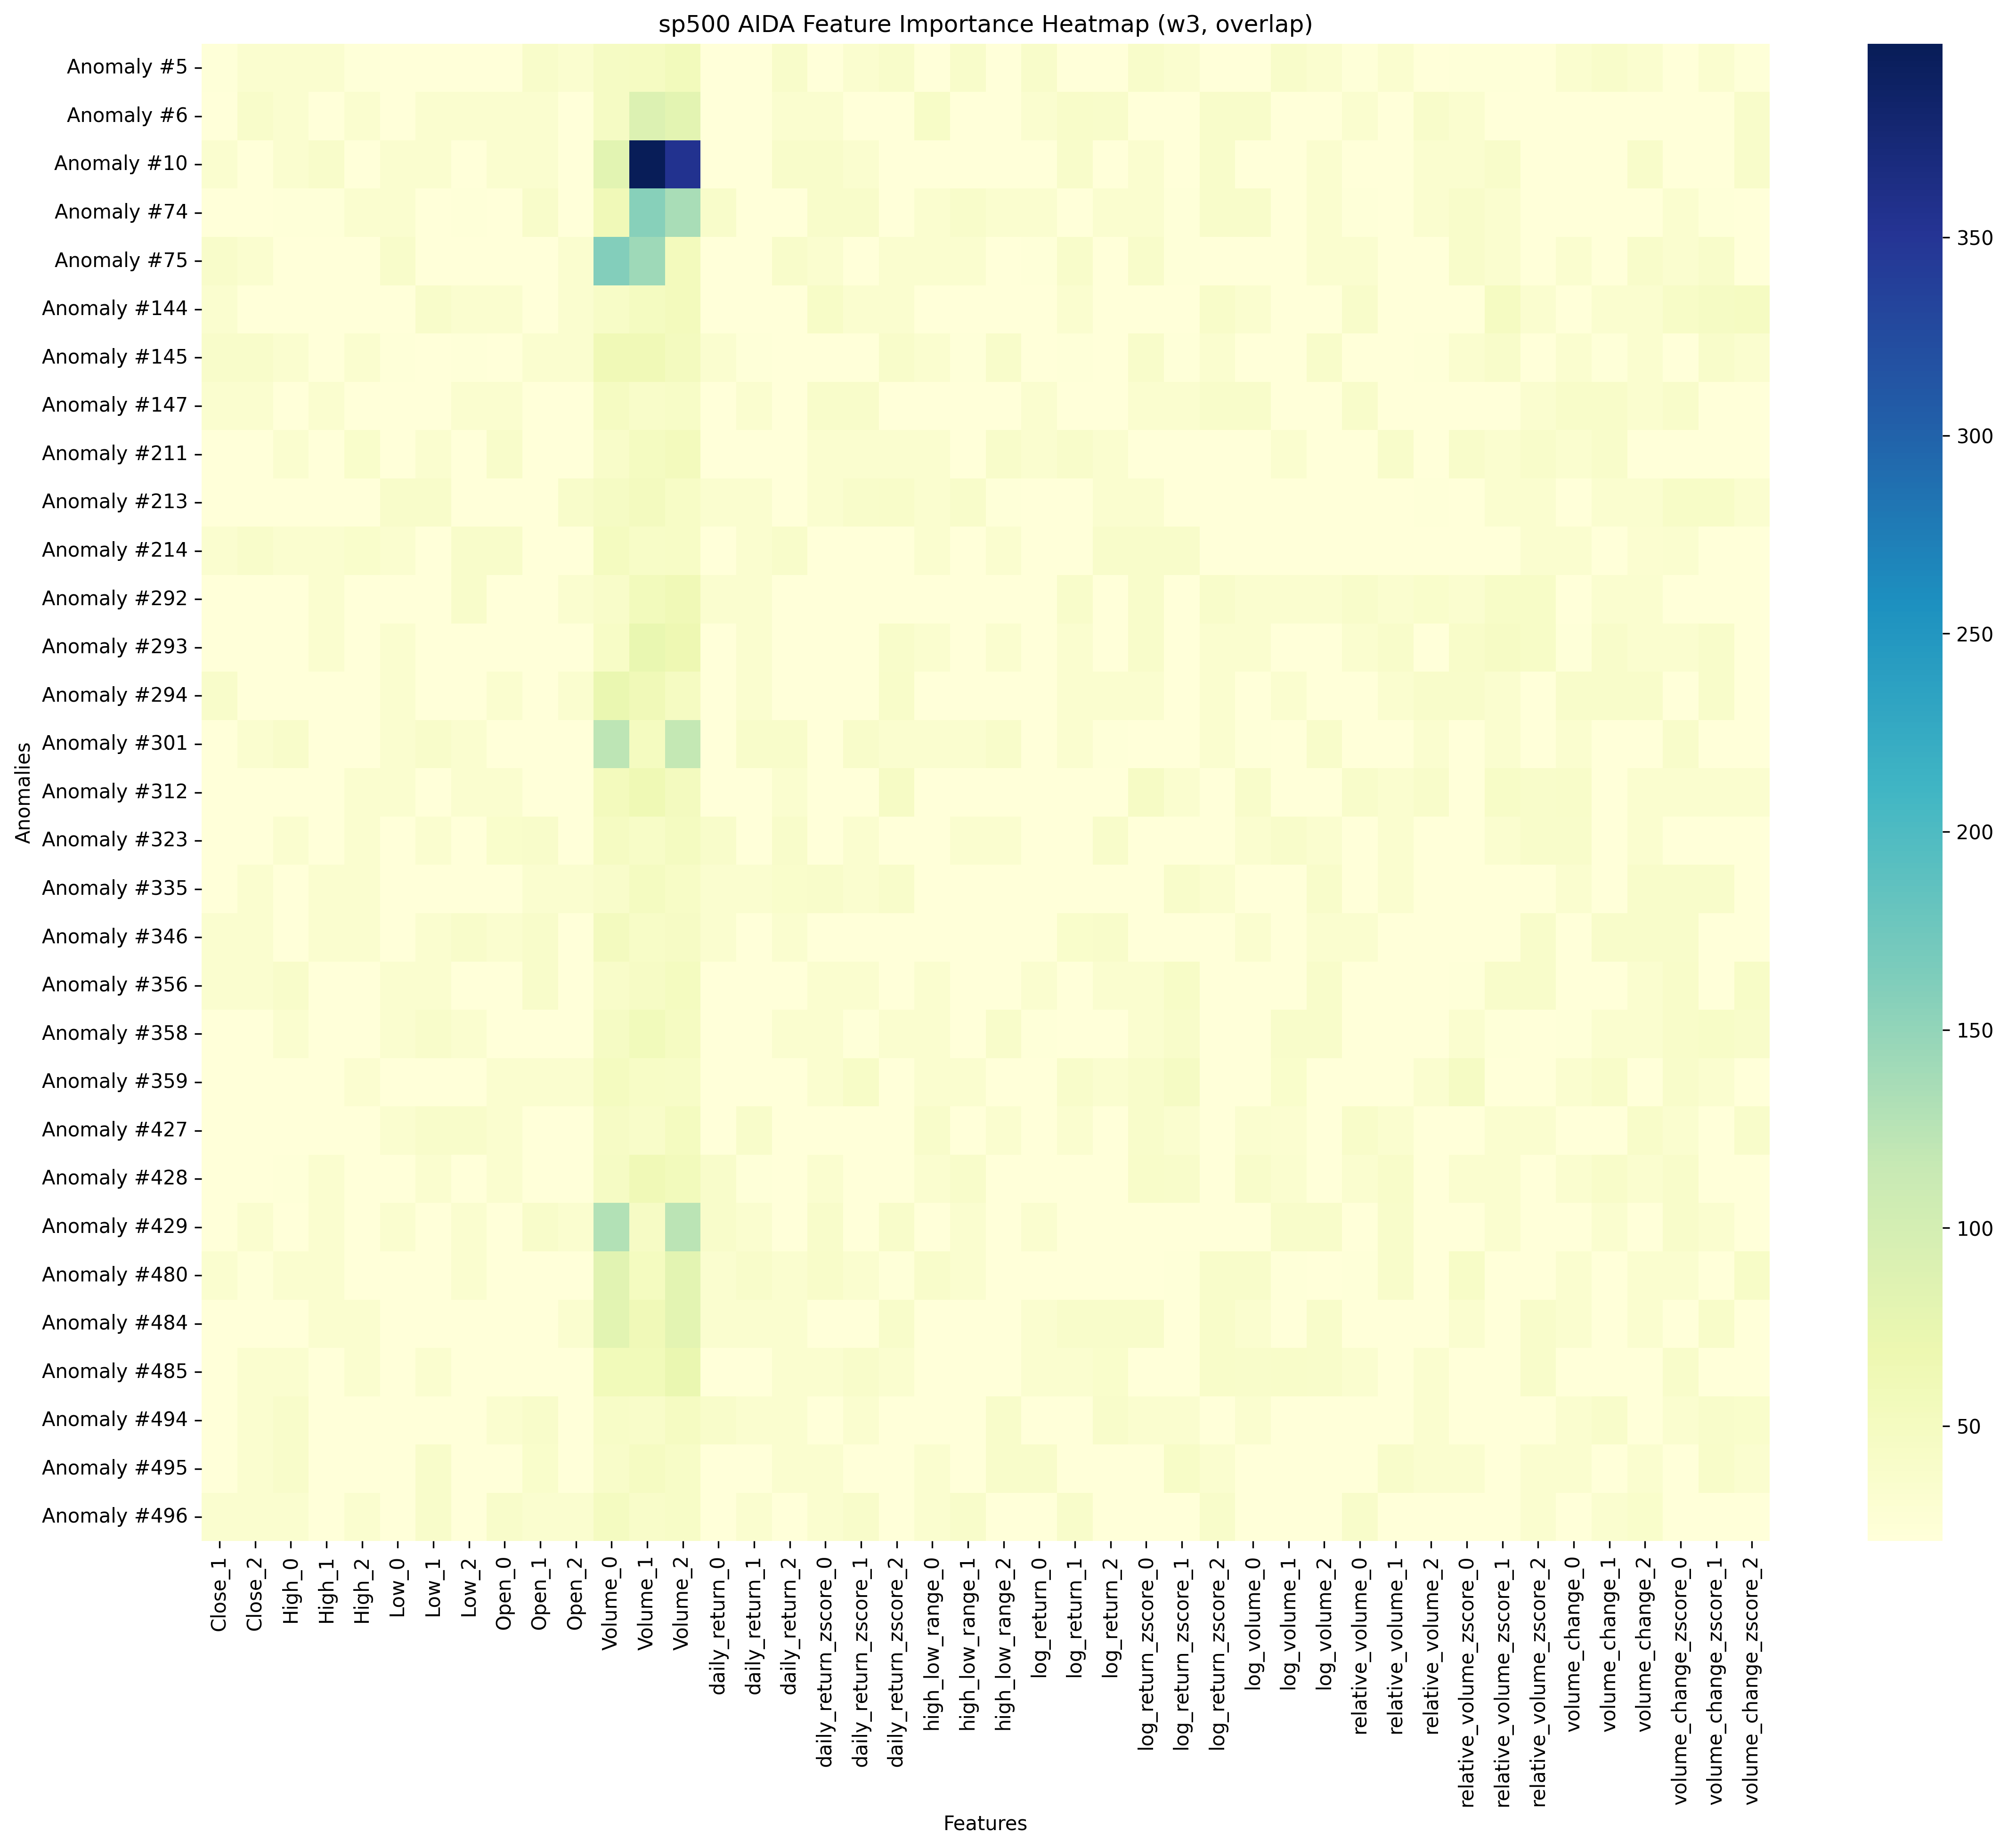 sp500 AIDA Feature Importance Heatmap (w3, overlap)
Anomalies
Anomaly #5
Anomaly #6
Anomaly #10
Anomaly #74
Anomaly #75
Anomaly #144
Anomaly #145
Anomaly #147
Anomaly #211
Anomaly #213
Anomaly #214
Anomaly #292
Anomaly #293
Anomaly #294
Anomaly #301
Anomaly #312
Anomaly #323
Anomaly #335
Anomaly #346
Anomaly #356
Anomaly #358
Anomaly #359
Anomaly #427
Anomaly #428
Anomaly #429
Anomaly #480
Anomaly #484
Anomaly #485
Anomaly #494
Anomaly #495
Anomaly #496
Close_1
Close_2
High_0
High_1
High_2
Low_0
Low_1
Low_2
Open_0
Open_1
Open_2
Volume_0
Volume_1
Volume_2
daily_return_0
daily_return_1
daily_return_2
daily_return_zscore_0
daily_return_zscore_1
daily_return_zscore_2
high_low_range_0
high_low_range_1
high_low_range_2
log_return_0
log_return_1
log_return_2
log_return_zscore_0
log_return_zscore_1
log_return_zscore_2
log_volume_0
log_volume_1
log_volume_2
relative_volume_0
relative_volume_1
relative_volume_2
relative_volume_zscore_0
relative_volume_zscore_1
relative_volume_zscore_2
volume_change_0
volume_change_1
volume_change_2
volume_change_zscore_0
volume_change_zscore_1
volume_change_zscore_2
Features
350
300
250
200
150
100
50